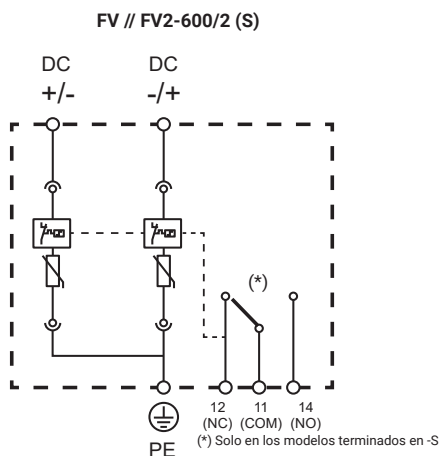 FV // FV2-600/2 (S)
DC DC
+/- -/+
(*)
12 11 14
(NC) (COM) (NO)
(*) Solo en los modelos terminados en -S
PE